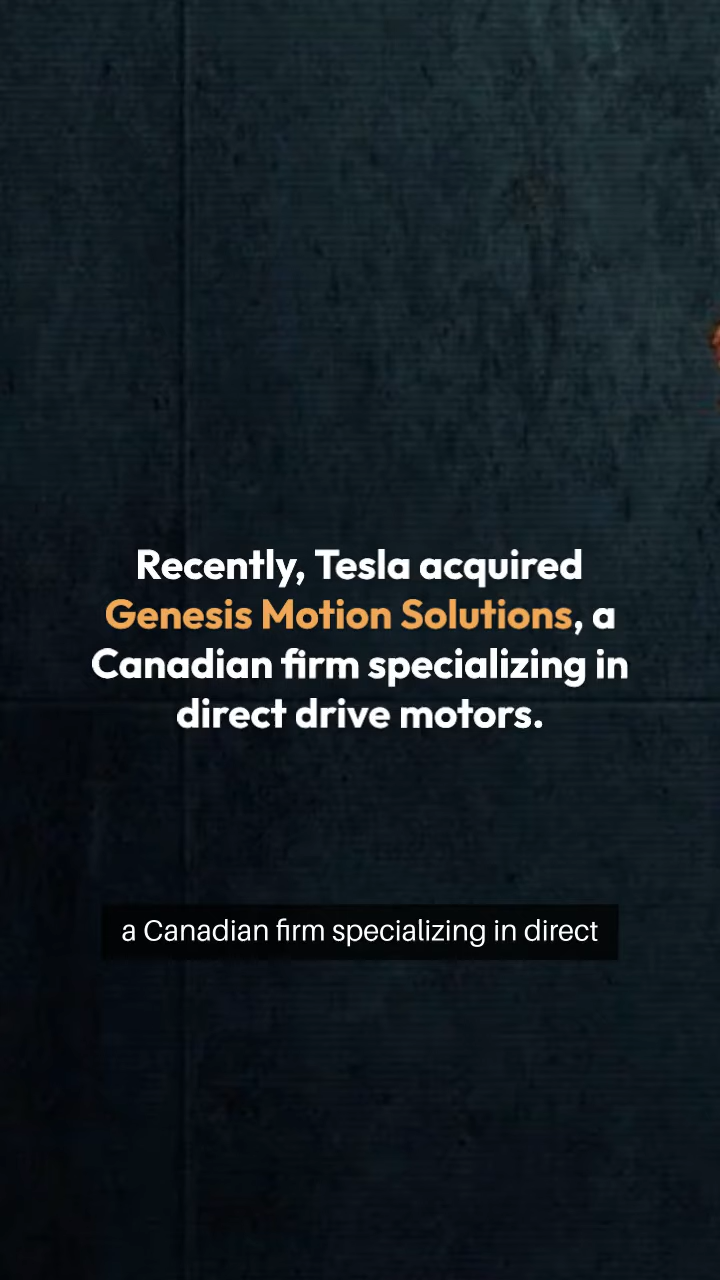 Recently, Tesla acquired
Genesis Motion Solutions, a
Canadian firm specializing in
direct drive motors.
a Canadian firm specializing in direct